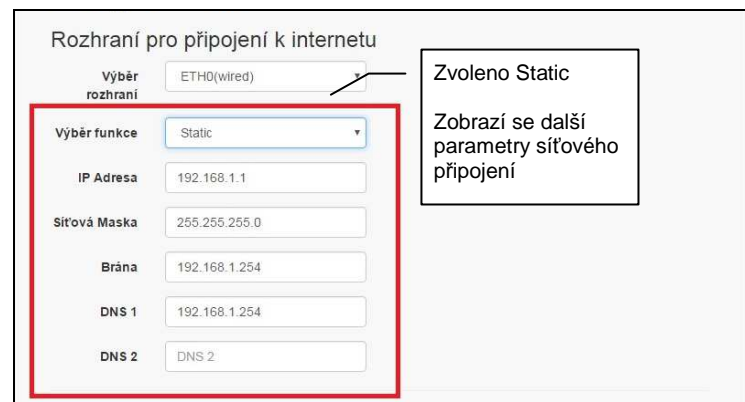 Rozhraní pro připojení k internetu
Výběr rozhraní
ETH0(wired)
Výběr funkce
Static
IP Adresa
192.168.1.1
Síťová Maska
255.255.255.0
Brána
192.168.1.254
DNS 1
192.168.1.254
DNS 2
DNS 2
Zvoleno Static
Zobrazí se další
parametry síťového
připojení